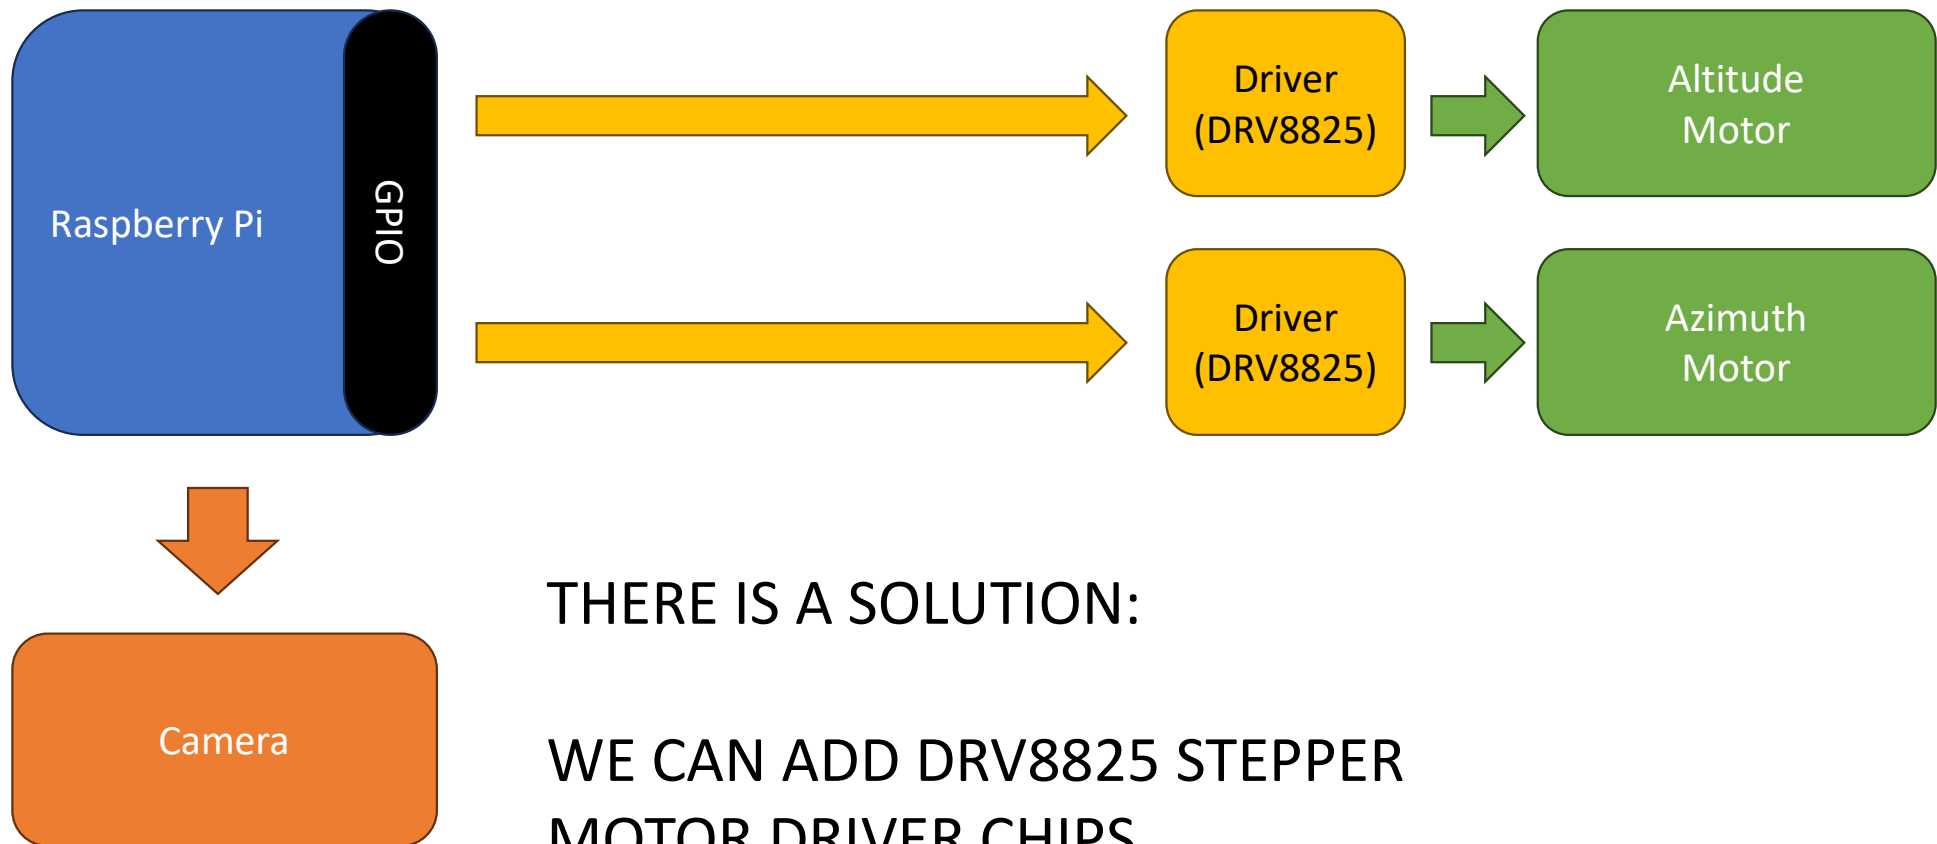 Raspberry Pi
GPIO
Driver
(DRV8825)
Altitude
Motor
Driver
(DRV8825)
Azimuth
Motor
Camera
THERE IS A SOLUTION:
WE CAN ADD DRV8825 STEPPER
MOTOR DRIVER CHIPS